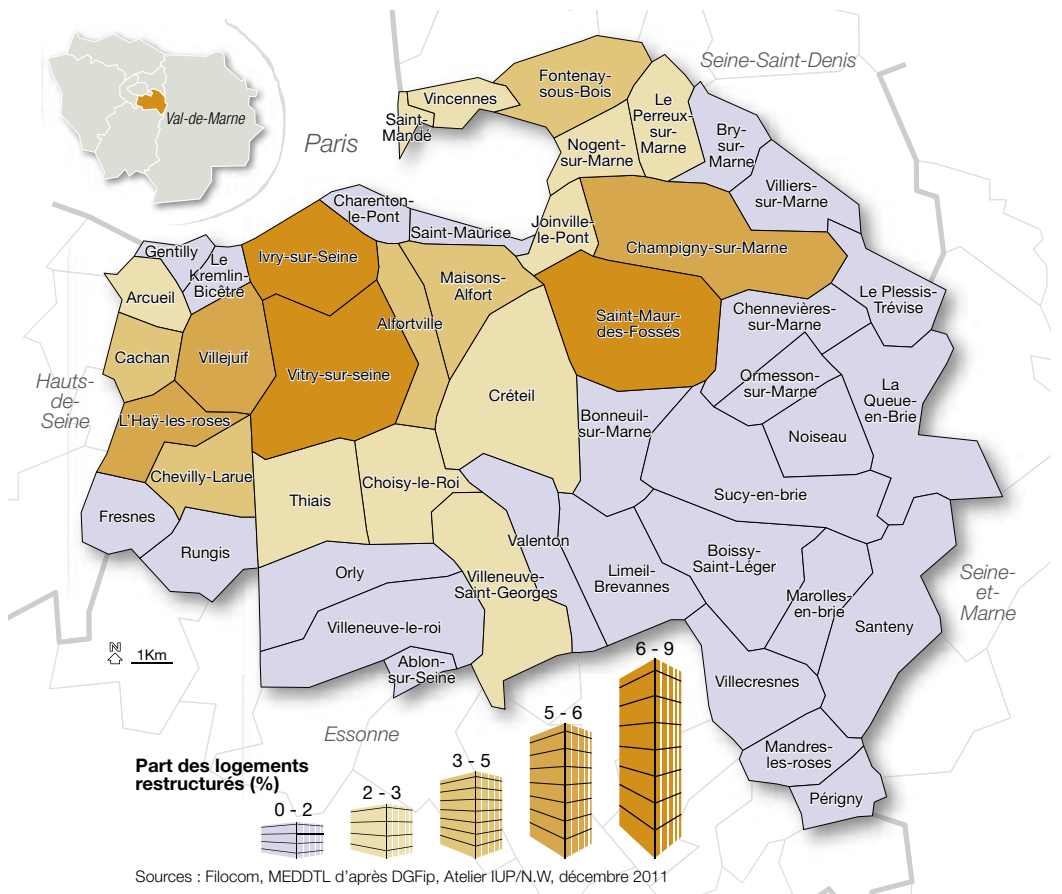 Val-de-Marne
Paris
Seine-Saint-Denis
Hauts-
de-
Seine
Essonne
Seine-
et-
Marne
Fontenay-
sous-Bois
Vincennes
Saint-
Mandé
Le
Perreux-
sur-
Marne
Nogent-
sur-Marne
Bry-
sur-
Marne
Villiers-
sur-Marne
Charenton-
le-Pont
Saint-Maurice
Joinville-
le-Pont
Champigny-sur-Marne
Gentilly
Le
Kremlin-
Bicêtre
Ivry-sur-Seine
Maisons-
Alfort
Arcueil
Le Plessis-
Trévise
Chennevières-
sur-Marne
Saint-Maur-
des-Fossés
Alfortville
Cachan
Villejuif
Vitry-sur-seine
Créteil
Ormesson-
sur-Marne
La
Queue-
en-Brie
L'Haÿ-les-roses
Bonneuil-
sur-Marne
Noiseau
Chevilly-Larue
Thiais
Choisy-le-Roi
Sucy-en-brie
Fresnes
Rungis
Valenton
Boissy-
Saint-Léger
Orly
Villeneuve-
Saint-Georges
Limeil-
Brevannes
Marolles-
en-brie
Santeny
Villeneuve-le-roi
Ablon-
sur-Seine
Villecresnes
Mandres-
les-roses
Périgny
N
1Km
Part des logements
restructurés (%)
0 - 2
2 - 3
3 - 5
5 - 6
6 - 9
Sources : Filocom, MEDDTL d'après DGFip, Atelier IUP/N.W, décembre 2011